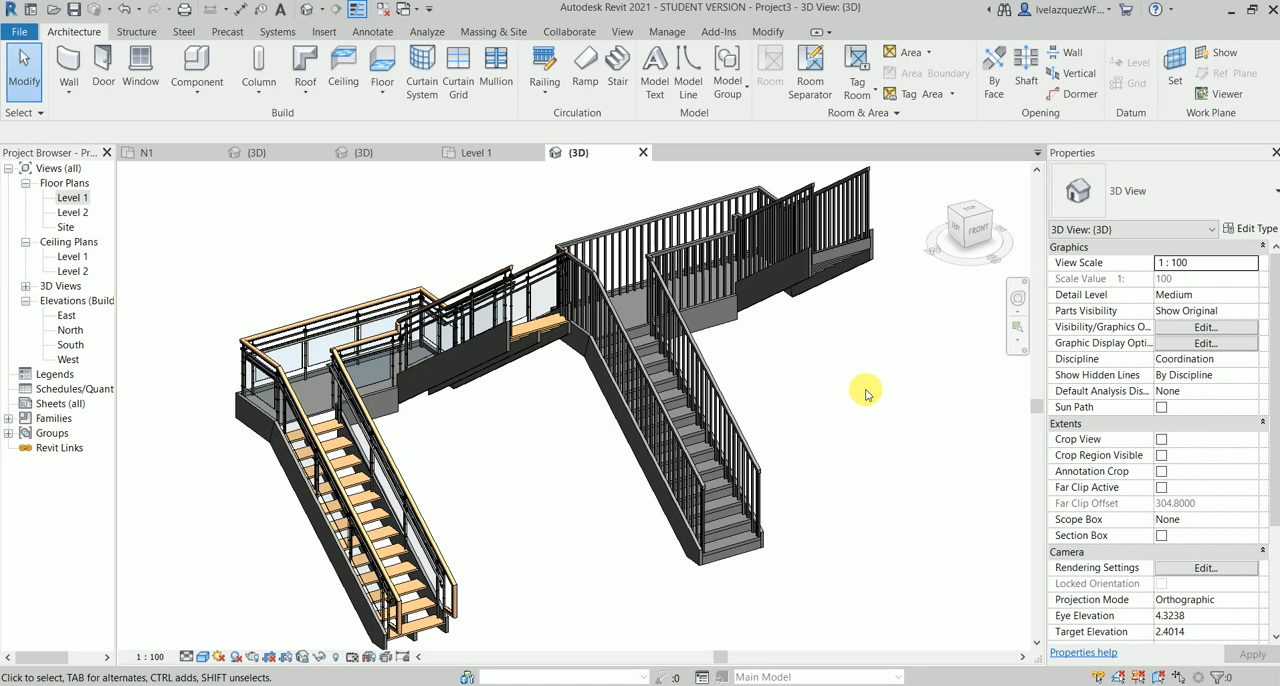 Autodesk Revit 2021 - STUDENT VERSION - Project3 - 3D View: {3D}
lvelazquezWF...
File Architecture Structure Steel Precast Systems Insert Annotate Analyze Massing & Site Collaborate View Manage Add-Ins Modify
Modify Wall Door Window Component Column Roof Ceiling Floor Curtain System Curtain Grid Mullion Railing Ramp Stair Model Text Model Line Model Group Room Room Separator Tag Room
Area
Area Boundary
Tag Area
By Face Shaft Wall Vertical Dormer
Level
Grid
Set Show Ref Plane Viewer
Select Build Circulation Model Room & Area Opening Datum Work Plane
Project Browser - Pr...
N1 {3D} {3D} Level 1 {3D}
Views (all)
Floor Plans
Level 1
Level 2
Site
Ceiling Plans
Level 1
Level 2
3D Views
Elevations (Build
East
North
South
West
Legends
Schedules/Quant
Sheets (all)
Families
Groups
Revit Links
TOP
FRONT
Properties
3D View
3D View: {3D} Edit Type
Graphics
View Scale 1 : 100
Scale Value 1: 100
Detail Level Medium
Parts Visibility Show Original
Visibility/Graphics O... Edit...
Graphic Display Opti... Edit...
Discipline Coordination
Show Hidden Lines By Discipline
Default Analysis Dis... None
Sun Path
Extents
Crop View
Crop Region Visible
Annotation Crop
Far Clip Active
Far Clip Offset 304.8000
Scope Box None
Section Box
Camera
Rendering Settings Edit...
Locked Orientation
Projection Mode Orthographic
Eye Elevation 4.3238
Target Elevation 2.4014
Properties help Apply
1 : 100
Click to select, TAB for alternates, CTRL adds, SHIFT unselects.
:0
Main Model
:0